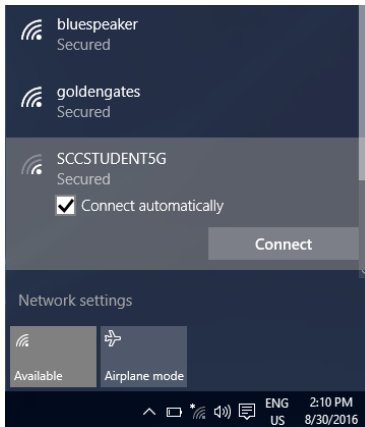 bluespeaker
Secured
goldengates
Secured
SCCSTUDENT5G
Secured
Connect automatically
Connect
Network settings
Available
Airplane mode
ENG
US
2:10 PM
8/30/2016